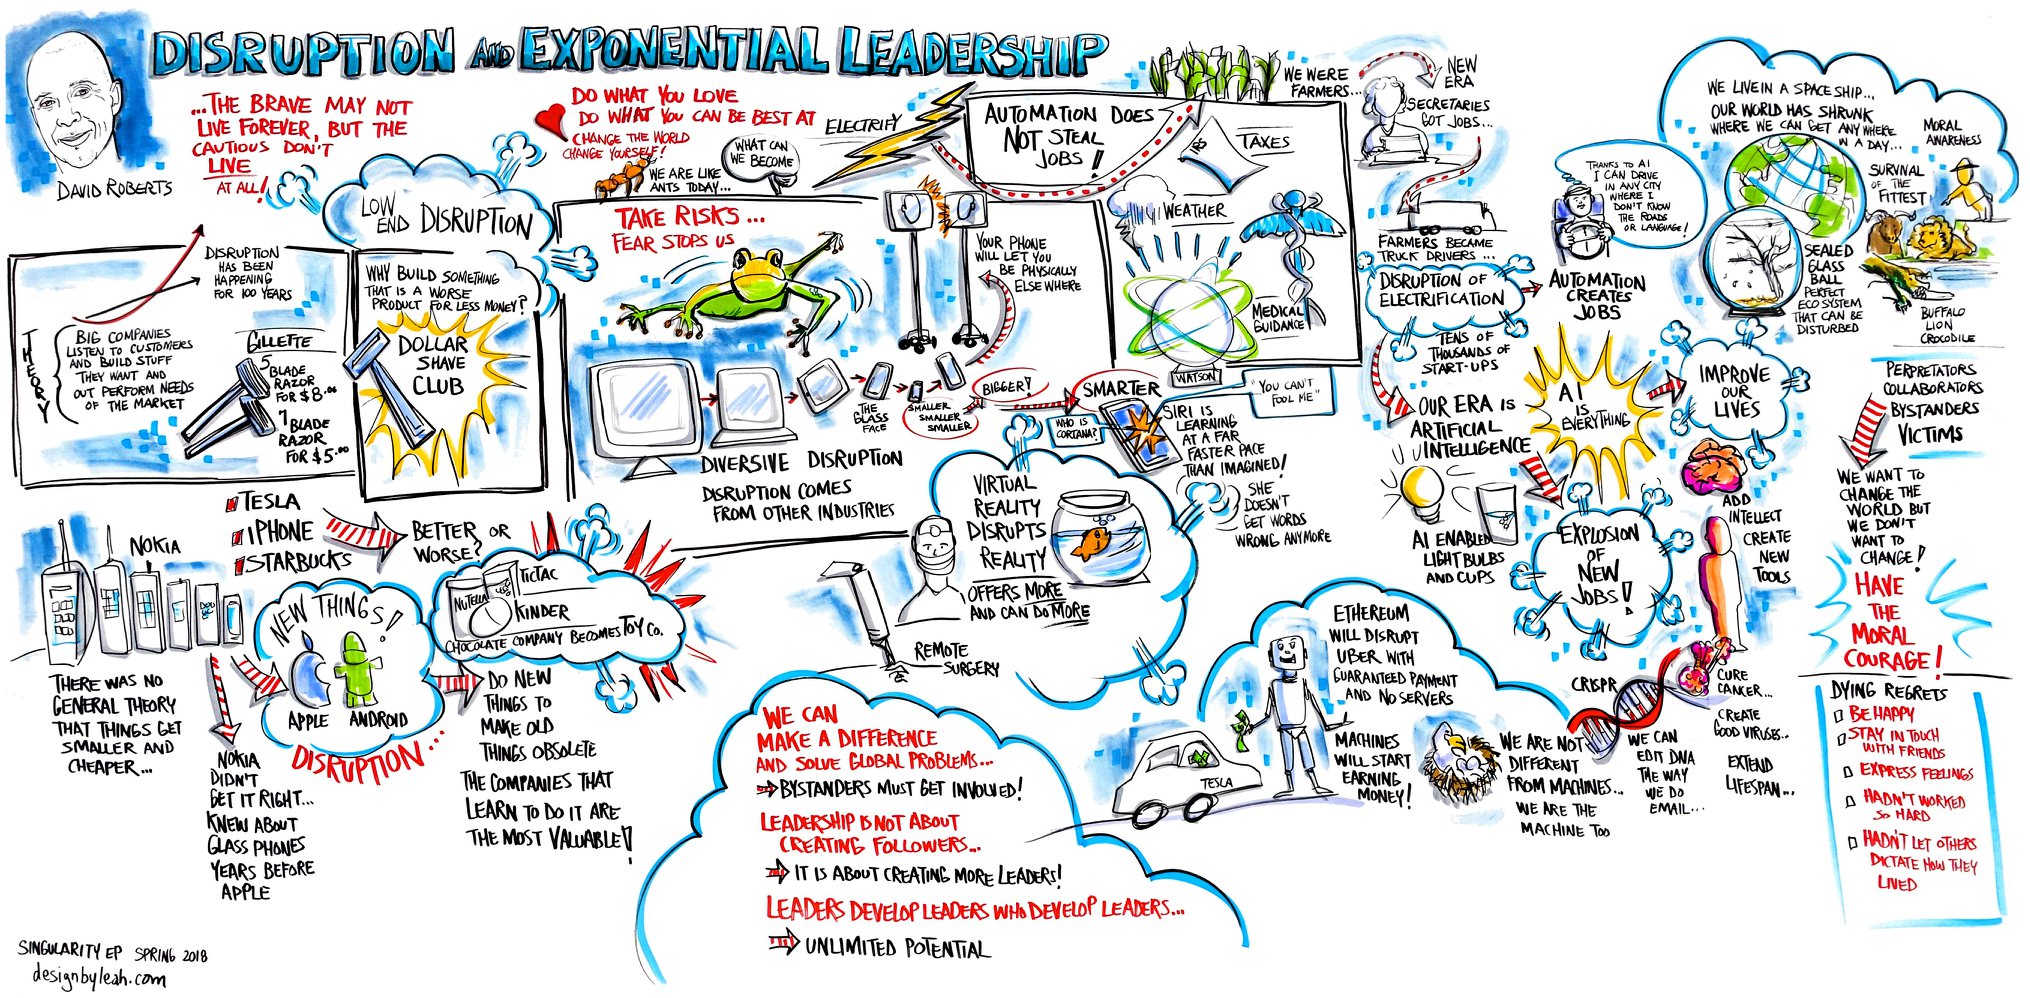 DISRUPTION AND EXPONENTIAL LEADERSHIP
DAVID ROBERTS
...THE BRAVE MAY NOT
LIVE FOREVER, BUT THE
CAUTIOUS DON'T
LIVE
AT ALL!
DO WHAT YOU LOVE
DO WHAT YOU CAN BE BEST AT
CHANGE THE WORLD
CHANGE YOURSELF!
WE ARE LIKE
ANTS TODAY...
WHAT CAN
WE BECOME
ELECTRIFY
LOW
END DISRUPTION
DISRUPTION
HAS BEEN
HAPPENING
FOR 100 YEARS
THEORY
BIG COMPANIES
LISTEN TO CUSTOMERS
AND BUILD STUFF
THEY WANT AND
OUT PERFORM NEEDS
OF THE MARKET
GILLETTE
5 BLADE
RAZOR
FOR $8.00
1 BLADE
RAZOR
FOR $5.00
WHY BUILD SOMETHING
THAT IS A WORSE
PRODUCT FOR LESS MONEY?
DOLLAR
SHAVE
CLUB
TESLA
IPHONE
STARBUCKS
BETTER OR
WORSE?
NOKIA
THERE WAS NO
GENERAL THEORY
THAT THINGS GET
SMALLER AND
CHEAPER...
NOKIA
DIDN'T
GET IT RIGHT...
KNEW ABOUT
GLASS PHONES
YEARS BEFORE
APPLE
NEW THINGS!
APPLE
ANDROID
DISRUPTION...
NUTELLA
TICTAC
KINDER
CHOCOLATE COMPANY BECOMES TOY CO.
DO NEW
THINGS TO
MAKE OLD
THINGS OBSOLETE
THE COMPANIES THAT
LEARN TO DO IT ARE
THE MOST VALUABLE!
TAKE RISKS...
FEAR STOPS US
YOUR PHONE
WILL LET YOU
BE PHYSICALLY
ELSE WHERE
THE
GLASS
FACE
SMALLER
SMALLER
SMALLER
BIGGER?
SMARTER
DIVERSIVE DISRUPTION
DISRUPTION COMES
FROM OTHER INDUSTRIES
AUTOMATION DOES
NOT STEAL
JOBS!
IRS
TAXES
WEATHER
MEDICAL
GUIDANCE
WATSON
"YOU CAN'T
FOOL ME"
WHO IS
CORTANA?
SIRI IS
LEARNING
AT A FAR
FASTER PACE
THAN IMAGINED!
SHE
DOESN'T
GET WORDS
WRONG ANYMORE
VIRTUAL
REALITY
DISRUPTS
REALITY
OFFERS MORE
AND CAN DO MORE
REMOTE
SURGERY
WE CAN
MAKE A DIFFERENCE
AND SOLVE GLOBAL PROBLEMS...
BYSTANDERS MUST GET INVOLVED!
LEADERSHIP IS NOT ABOUT
CREATING FOLLOWERS...
IT IS ABOUT CREATING MORE LEADERS!
LEADERS DEVELOP LEADERS WHO DEVELOP LEADERS...
UNLIMITED POTENTIAL
WE WERE
FARMERS...
NEW
ERA
SECRETARIES
GOT JOBS...
FARMERS BECAME
TRUCK DRIVERS...
DISRUPTION OF
ELECTRIFICATION
TENS OF
THOUSANDS OF
START-UPS
THANKS TO AI
I CAN DRIVE
IN ANY CITY
WHERE I
DON'T KNOW
THE ROADS
OR LANGUAGE!
AUTOMATION
CREATES
JOBS
OUR ERA IS
ARTIFICIAL
INTELLIGENCE
AI
IS
EVERYTHING
AI ENABLED
LIGHT BULBS
AND CUPS
EXPLOSION
OF
NEW
JOBS!
IMPROVE
OUR
LIVES
ADD
INTELLECT
CREATE
NEW
TOOLS
ETHEREUM
WILL DISRUPT
UBER WITH
GUARANTEED PAYMENT
AND NO SERVERS
TESLA
MACHINES
WILL START
EARNING
MONEY!
WE ARE NOT
DIFFERENT
FROM MACHINES...
WE ARE THE
MACHINE TOO
CRISPR
WE CAN
EDIT DNA
THE WAY
WE DO
EMAIL...
CURE
CANCER...
CREATE
GOOD VIRUSES...
EXTEND
LIFESPAN...
WE LIVE IN A SPACE SHIP...
OUR WORLD HAS SHRUNK
WHERE WE CAN GET ANY WHERE
IN A DAY...
MORAL
AWARENESS
SURVIVAL
OF THE
FITTEST
SEALED
GLASS
BALL
PERFECT
ECO SYSTEM
THAT CAN BE
DISTURBED
BUFFALO
LION
CROCODILE
PERPETRATORS
COLLABORATORS
BYSTANDERS
VICTIMS
WE WANT TO
CHANGE THE
WORLD BUT
WE DON'T
WANT TO
CHANGE!
HAVE
THE
MORAL
COURAGE!
DYING REGRETS
BE HAPPY
STAY IN TOUCH
WITH FRIENDS
EXPRESS FEELINGS
HADN'T WORKED
SO HARD
HADN'T LET OTHERS
DICTATE HOW THEY
LIVED
SINGULARITY EP SPRING 2018
designbyleah.com